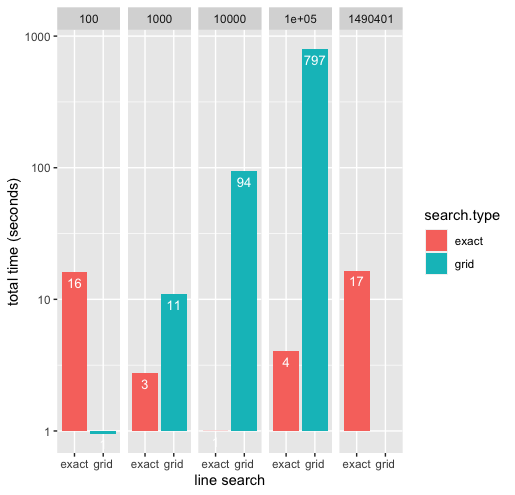 100 1000 10000 1e+05 1490401
1000
100
10
1
total time (seconds)
16
3
11
94
4
797
17
exact grid exact grid exact grid exact grid exact grid
line search
search.type
exact
grid